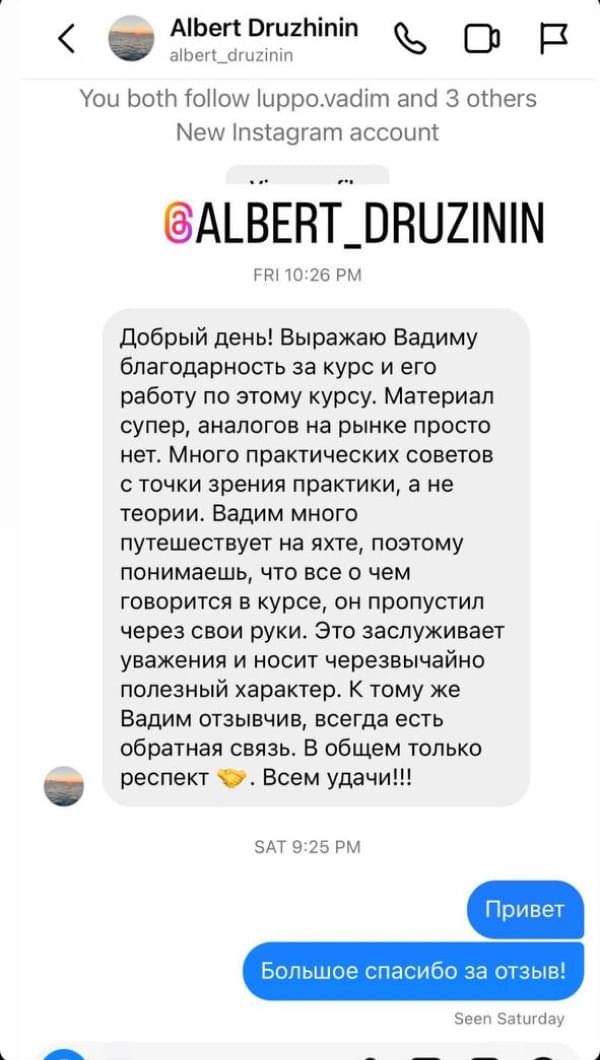 Albert Druzhinin
albert_druzinin
You both follow luppo.vadim and 3 others
New Instagram account
@ALBERT_DRUZININ
FRI 10:26 PM
Добрый день! Выражаю Вадиму
благодарность за курс и его
работу по этому курсу. Материал
супер, аналогов на рынке просто
нет. Много практических советов
с точки зрения практики, а не
теории. Вадим много
путешествует на яхте, поэтому
понимаешь, что все о чем
говорится в курсе, он пропустил
через свои руки. Это заслуживает
уважения и носит черезвычайно
полезный характер. К тому же
Вадим отзывчив, всегда есть
обратная связь. В общем только
респект 🤝. Всем удачи!!!
SAT 9:25 PM
Привет
Большое спасибо за отзыв!
Seen Saturday